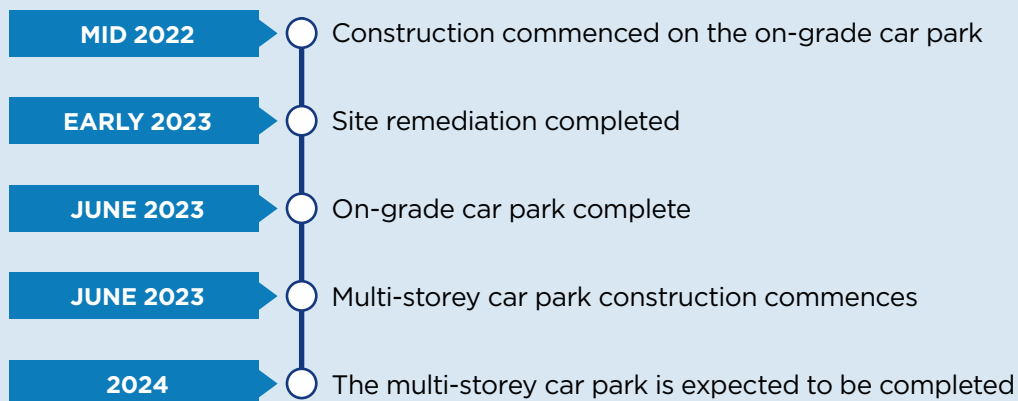 MID 2022
Construction commenced on the on-grade car park
EARLY 2023
Site remediation completed
JUNE 2023
On-grade car park complete
JUNE 2023
Multi-storey car park construction commences
2024
The multi-storey car park is expected to be completed